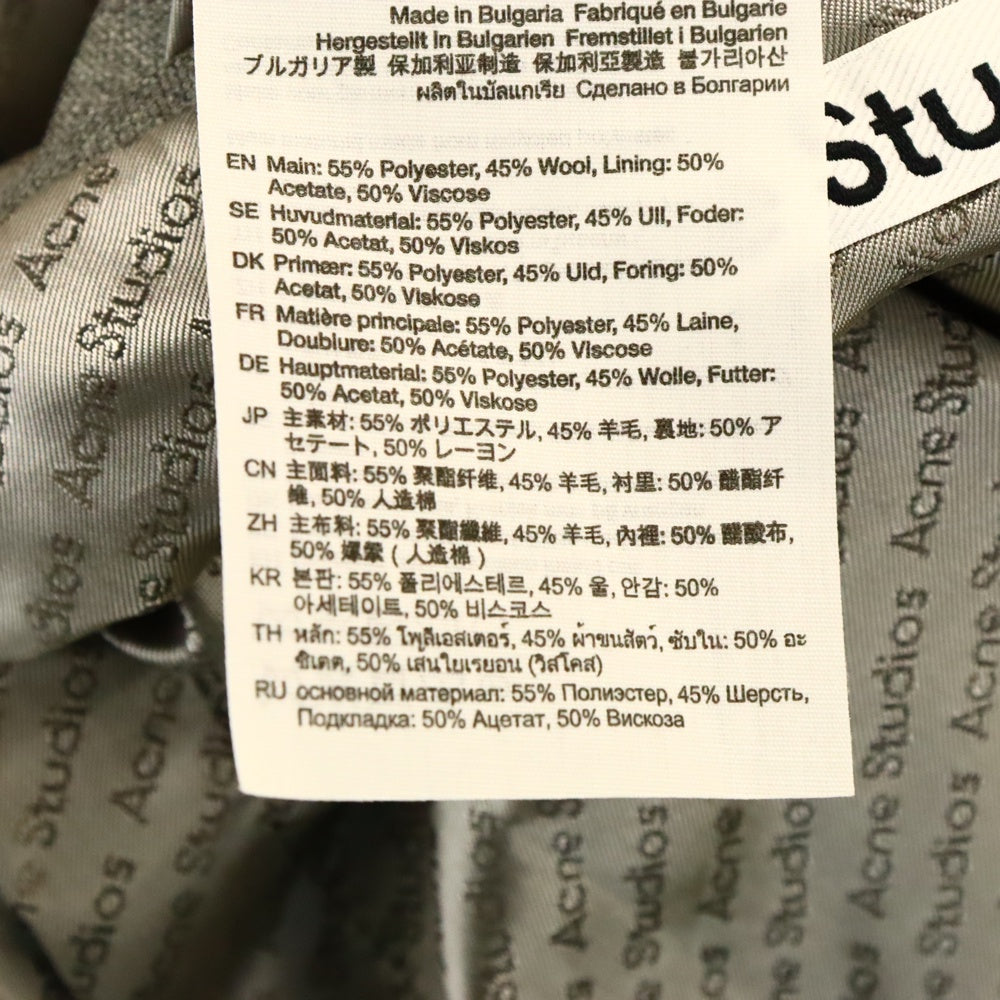 Made in Bulgaria Fabriqué en Bulgarie
Hergestellt in Bulgarien Fremstillet i Bulgarien
ブルガリア製 保加利亚制造 保加利亞製造 불가리아산
ผลิตในบัลแกเรีย Сделано в Болгарии
EN Main: 55% Polyester, 45% Wool, Lining: 50%
Acetate, 50% Viscose
SE Huvudmaterial: 55% Polyester, 45% Ull, Foder:
50% Acetat, 50% Viskos
DK Primær: 55% Polyester, 45% Uld, Foring: 50%
Acetat, 50% Viskose
FR Matière principale: 55% Polyester, 45% Laine,
Doublure: 50% Acétate, 50% Viscose
DE Hauptmaterial: 55% Polyester, 45% Wolle, Futter:
50% Acetat, 50% Viskose
JP 主素材: 55% ポリエステル, 45% 羊毛, 裏地: 50% ア
セテート, 50% レーヨン
CN 主面料: 55% 聚酯纤维, 45% 羊毛, 衬里: 50% 醋酯纤
维, 50% 人造棉
ZH 主布料: 55% 聚酯纖維, 45% 羊毛, 內裡: 50% 醋酸布,
50% 嫘縈 ( 人造棉 )
KR 본판: 55% 폴리에스테르, 45% 울, 안감: 50%
아세테이트, 50% 비스코스
TH หลัก: 55% โพลีเอสเตอร์, 45% ผ้าขนสัตว์, ซับใน: 50% อะ
ซิเตต, 50% เส้นใยเรยอน (วิสโคส)
RU основной материал: 55% Полиэстер, 45% Шерсть,
Подкладка: 50% Ацетат, 50% Вискоза
Stu
Acne Studios
Acne Studios
Acne Studios
Acne Studios
Acne Studios
Acne Studios